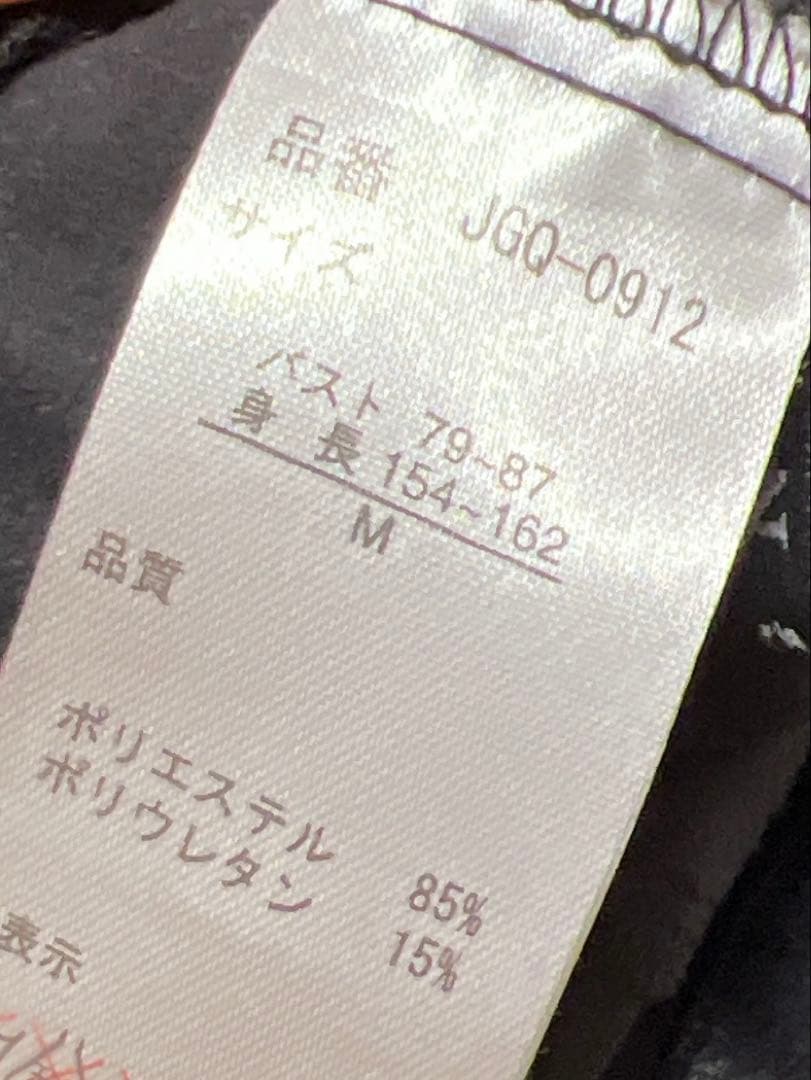 品番 JGQ-0912
サイズ
バスト 79~87
身 長 154~162
M
品質
ポリエステル 85%
ポリウレタン 15%
表示